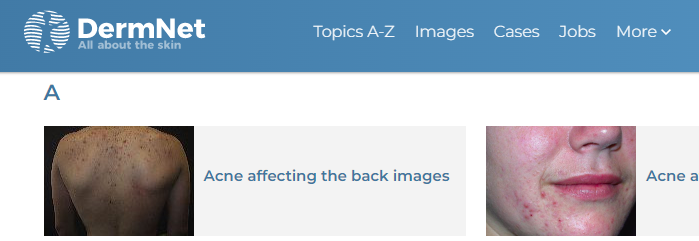 DermNet
All about the skin
Topics A-Z Images Cases Jobs More
A
Acne affecting the back images
Acne a